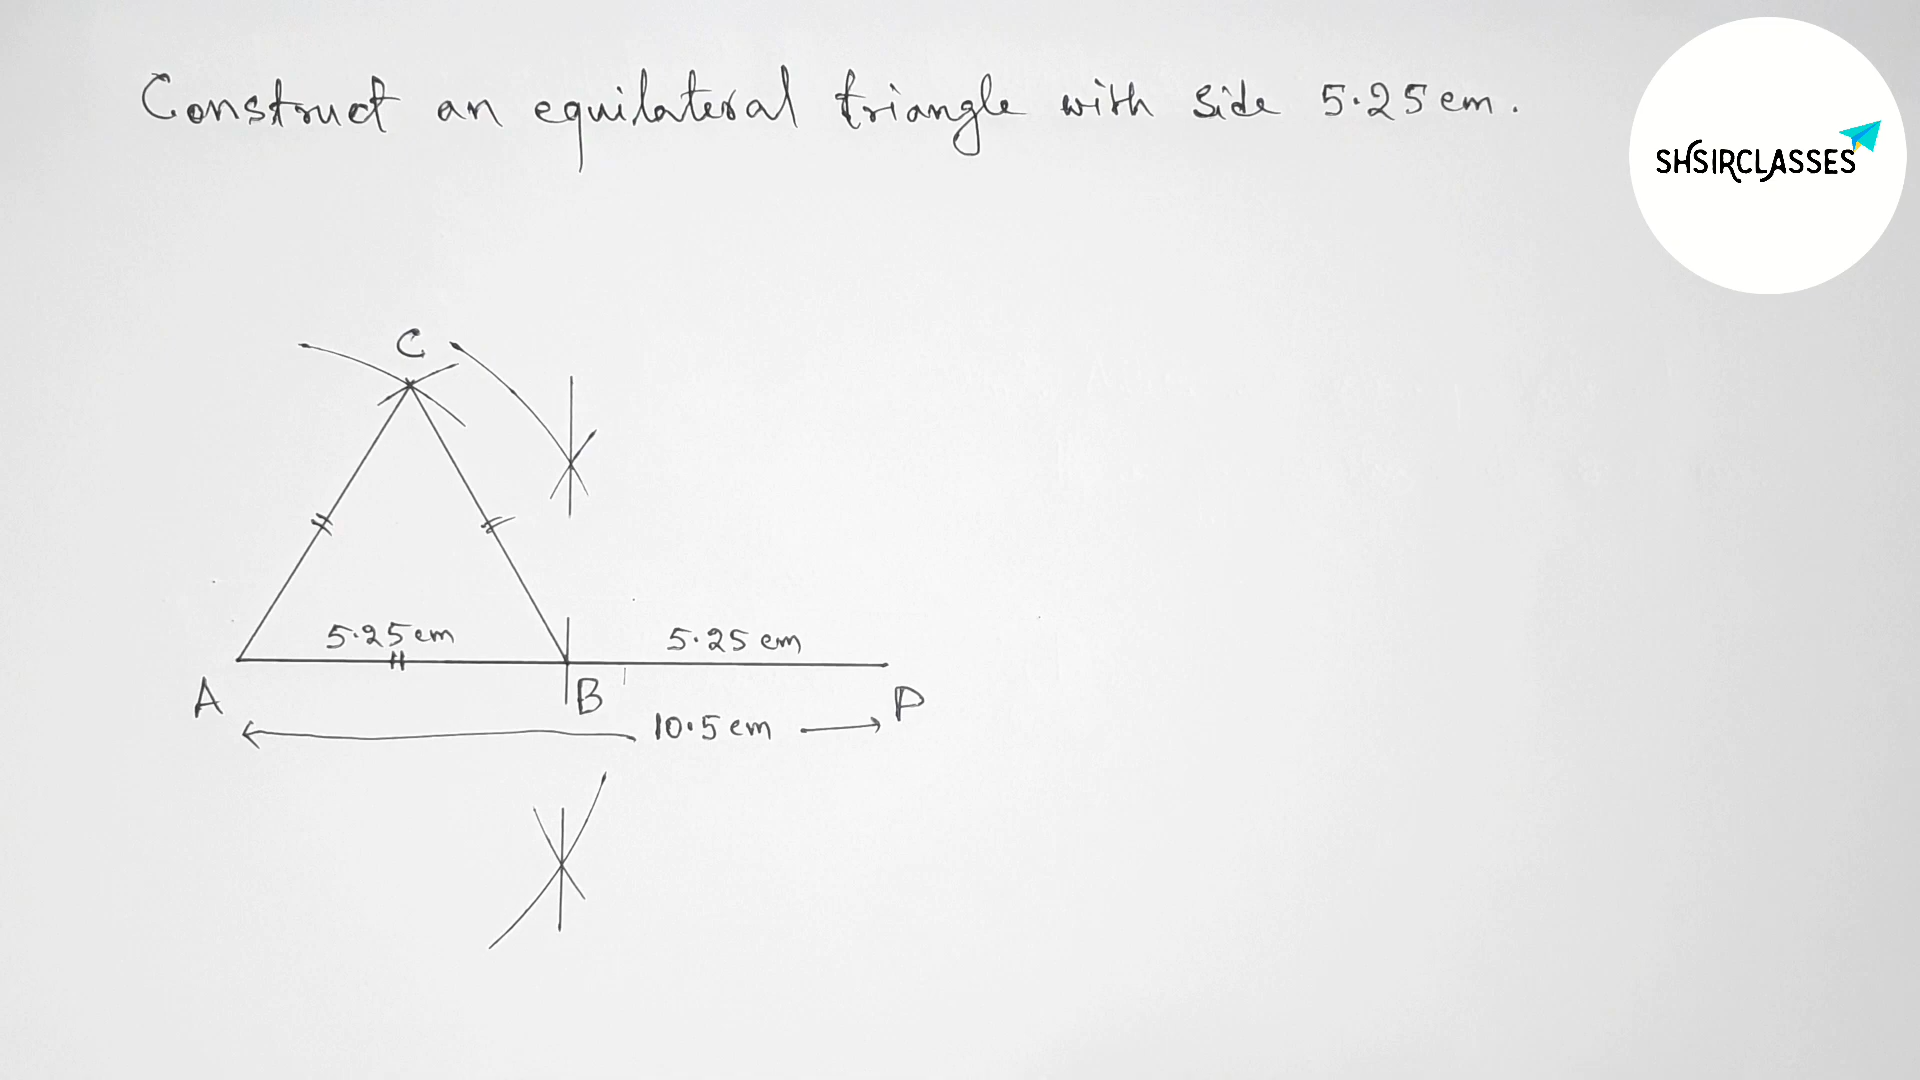 Construct an equilateral triangle with side 5.25 cm.
SHSIRCLASSES
C
5.25 cm 5.25 cm
A B P
10.5 cm